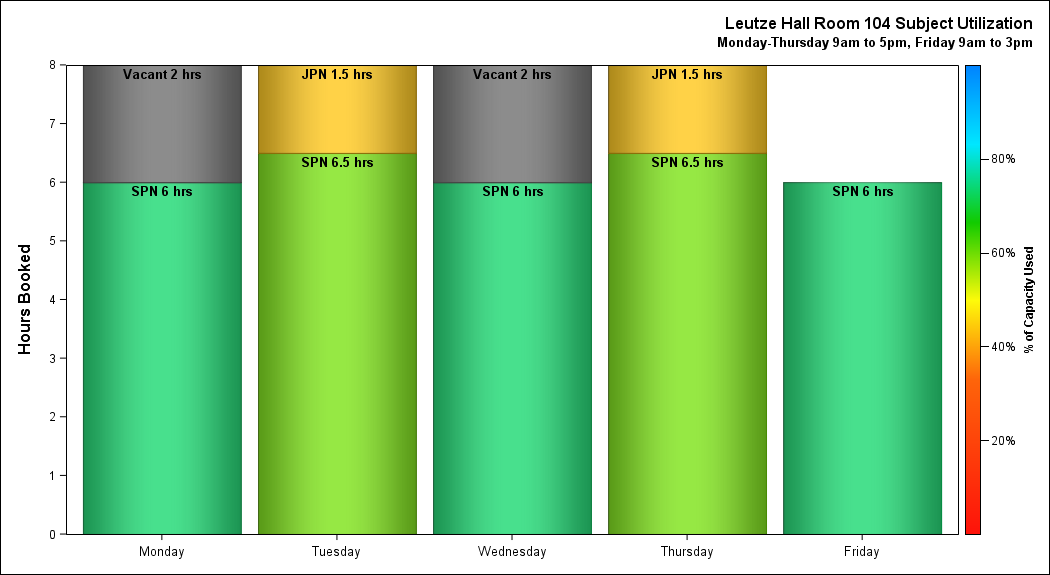 Leutze Hall Room 104 Subject Utilization
Monday-Thursday 9am to 5pm, Friday 9am to 3pm
Hours Booked
8
7
6
5
4
3
2
1
0
Vacant 2 hrs
SPN 6 hrs
JPN 1.5 hrs
SPN 6.5 hrs
Vacant 2 hrs
SPN 6 hrs
JPN 1.5 hrs
SPN 6.5 hrs
SPN 6 hrs
Monday
Tuesday
Wednesday
Thursday
Friday
80%
60%
40%
20%
% of Capacity Used